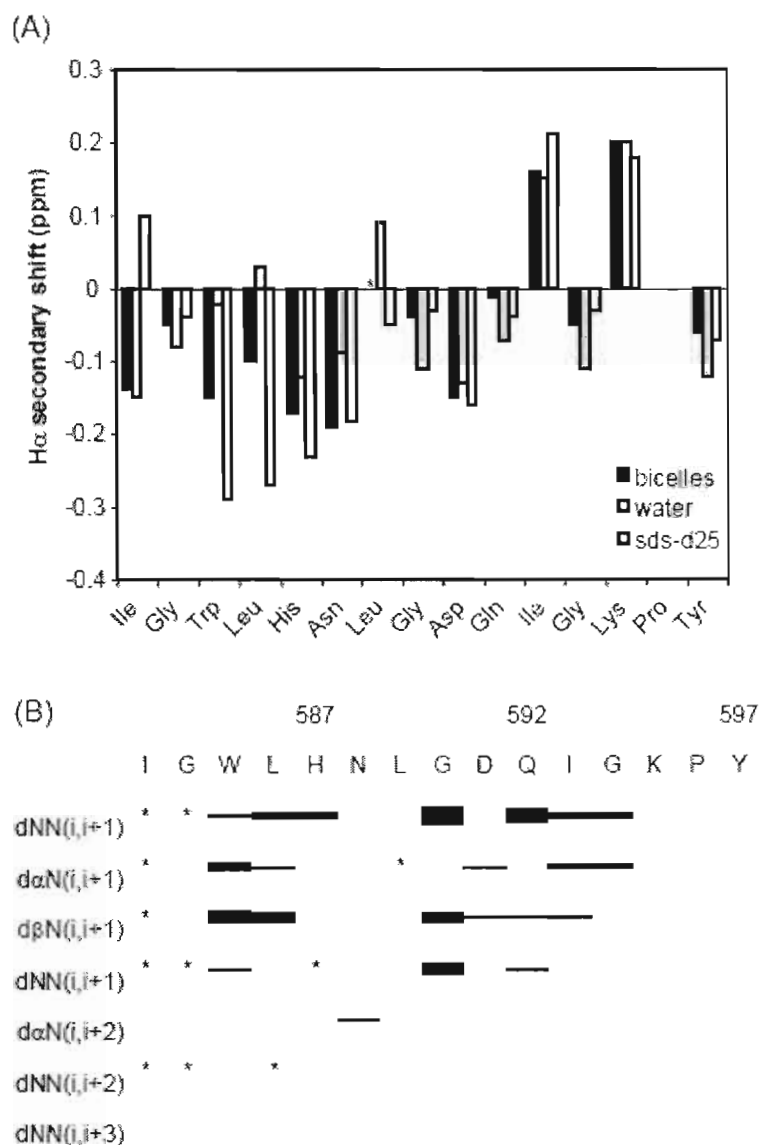 (A)
0.3
0.2
0.1
0
-0.1
-0.2
-0.3
-0.4
Hα secondary shift (ppm)
*
bicelles
water
sds-d25
Ile Gly Trp Leu His Asn Leu Gly Asp Gln Ile Gly Lys Pro Tyr
(B) 587 592 597
I G W L H N L G D Q I G K P Y
dNN(i,i+1) * *
dαN(i,i+1) * *
dβN(i,i+1) *
dNN(i,i+1) * * *
dαN(i,i+2)
dNN(i,i+2) * * *
dNN(i,i+3)